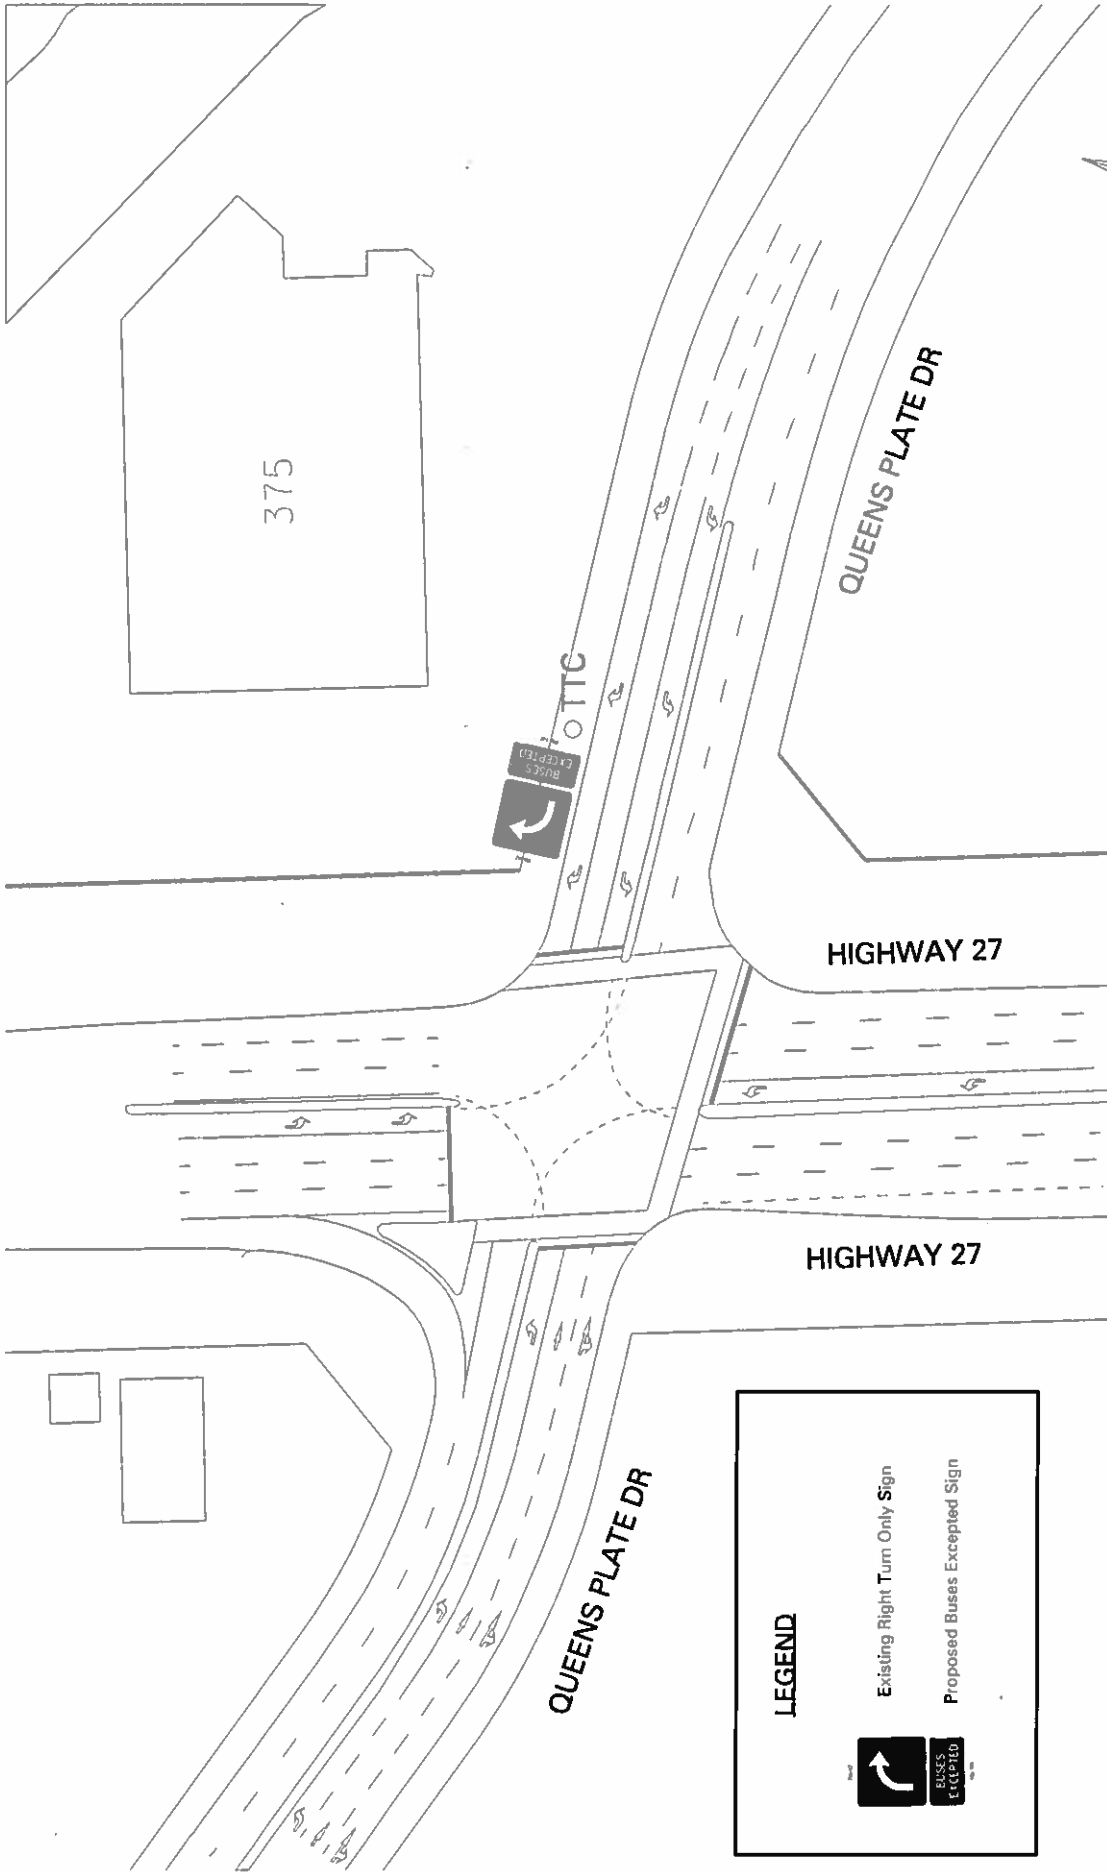 375
TTC
BUSES
EXCEPTED
QUEENS PLATE DR
HIGHWAY 27
HIGHWAY 27
QUEENS PLATE DR
LEGEND
Existing Right Turn Only Sign
BUSES
EXCEPTED
Proposed Buses Excepted Sign